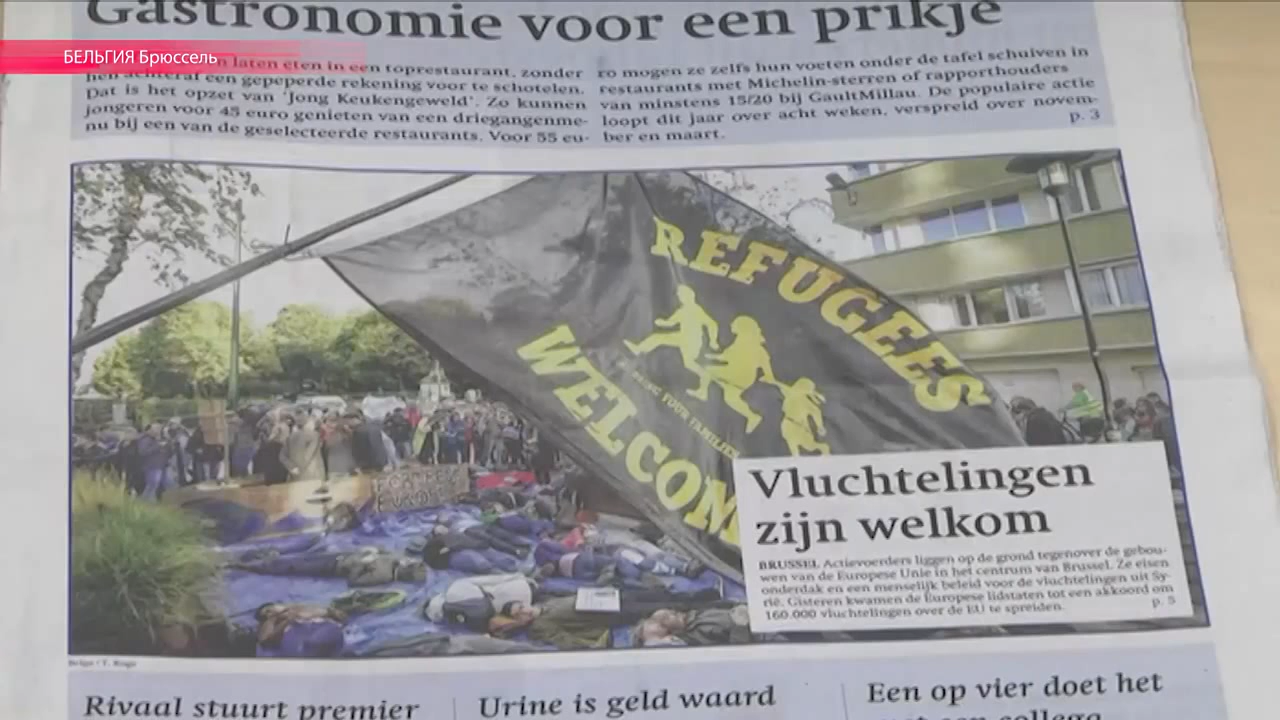 Gastronomie voor een prikje
БЕЛЬГИЯ Брюссель
laten eten in een toprestaurant, zonder
hen achteraf een gepeperde rekening voor te schotelen.
Dat is het opzet van 'Jong Keukengeweld'. Zo kunnen
jongeren voor 45 euro genieten van een driegangenme-
nu bij een van de geselecteerde restaurants. Voor 55 eu-
ro mogen ze zelfs hun voeten onder de tafel schuiven in
restaurants met Michelin-sterren of rapporthouders
van minstens 15/20 bij GaultMillau. De populaire actie
loopt dit jaar over acht weken, verspreid over novem-
ber en maart.
p. 3
REFUGEES
WELCOM
BRING YOUR FAMILIES
Vluchtelingen
zijn welkom
BRUSSEL Actievoerders liggen op de grond tegenover de gebou-
wen van de Europese Unie in het centrum van Brussel. Ze eisen
onderdak en een menselijk beleid voor de vluchtelingen uit Sy-
rië. Gisteren kwamen de Europese lidstaten tot een akkoord om
160.000 vluchtelingen over de EU te spreiden.
p. 5
Rivaal stuurt premier
Urine is geld waard
Een op vier doet het